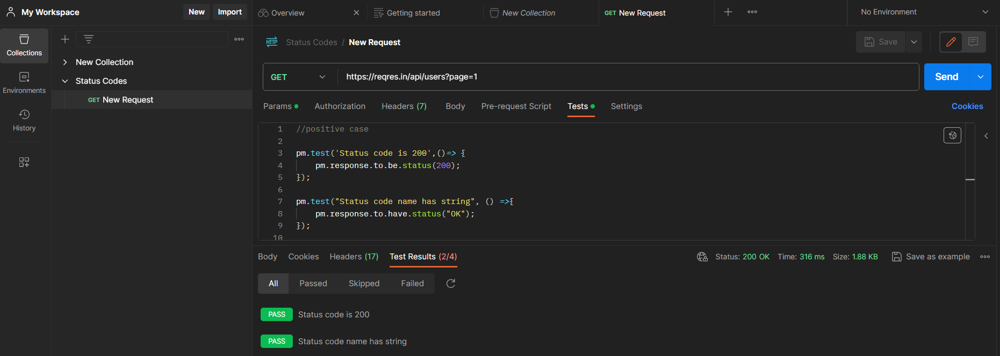 My Workspace
New
Import
Overview
Getting started
New Collection
GET New Request
No Environment
Collections
Environments
History
New Collection
Status Codes
GET New Request
HTTP
Status Codes / New Request
Save
GET
https://reqres.in/api/users?page=1
Send
Params
Authorization
Headers (7)
Body
Pre-request Script
Tests
Settings
Cookies
1 //positive case
2
3 pm.test('Status code is 200',()=> {
4 pm.response.to.be.status(200);
5 });
6
7 pm.test("Status code name has string", () =>{
8 pm.response.to.have.status("OK");
9 });
10
Body
Cookies
Headers (17)
Test Results (2/4)
Status: 200 OK
Time: 316 ms
Size: 1.88 KB
Save as example
All
Passed
Skipped
Failed
PASS Status code is 200
PASS Status code name has string